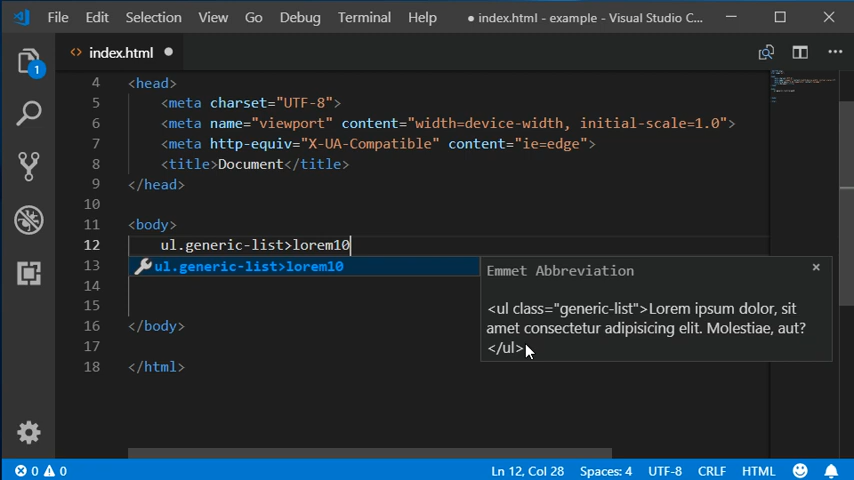 File Edit Selection View Go Debug Terminal Help ● index.html - example - Visual Studio C...
<> index.html ●
1
4 <head>
5 <meta charset="UTF-8">
6 <meta name="viewport" content="width=device-width, initial-scale=1.0">
7 <meta http-equiv="X-UA-Compatible" content="ie=edge">
8 <title>Document</title>
9 </head>
10
11 <body>
12 ul.generic-list>lorem10
13 ul.generic-list>lorem10
Emmet Abbreviation
<ul class="generic-list">Lorem ipsum dolor, sit
amet consectetur adipisicing elit. Molestiae, aut?
</ul>
14
15
16 </body>
17
18 </html>
0 0 Ln 12, Col 28 Spaces: 4 UTF-8 CRLF HTML